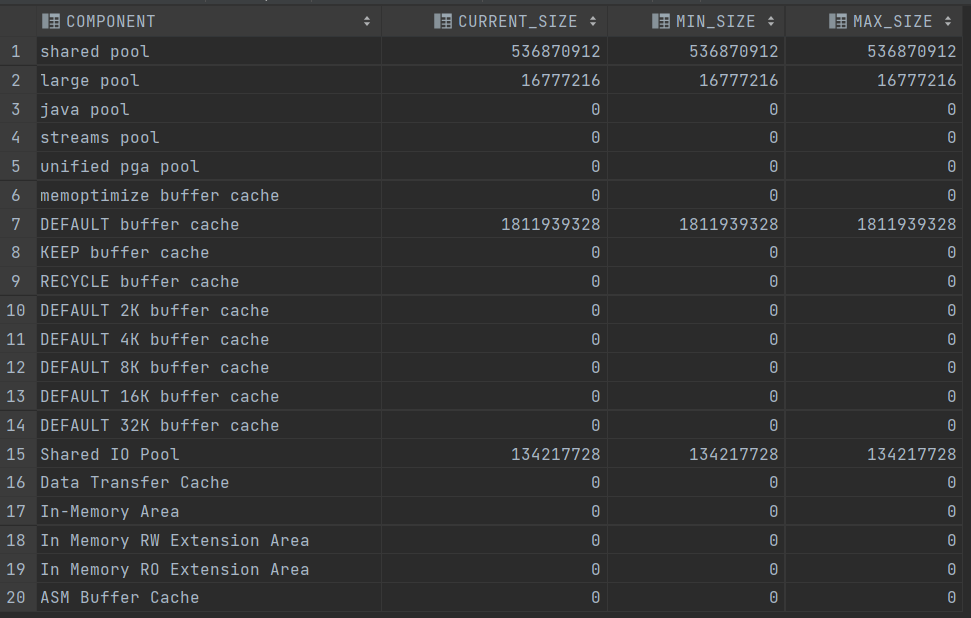 COMPONENT CURRENT_SIZE MIN_SIZE MAX_SIZE
1 shared pool 536870912 536870912 536870912
2 large pool 16777216 16777216 16777216
3 java pool 0 0 0
4 streams pool 0 0 0
5 unified pga pool 0 0 0
6 memoptimize buffer cache 0 0 0
7 DEFAULT buffer cache 1811939328 1811939328 1811939328
8 KEEP buffer cache 0 0 0
9 RECYCLE buffer cache 0 0 0
10 DEFAULT 2K buffer cache 0 0 0
11 DEFAULT 4K buffer cache 0 0 0
12 DEFAULT 8K buffer cache 0 0 0
13 DEFAULT 16K buffer cache 0 0 0
14 DEFAULT 32K buffer cache 0 0 0
15 Shared IO Pool 134217728 134217728 134217728
16 Data Transfer Cache 0 0 0
17 In-Memory Area 0 0 0
18 In Memory RW Extension Area 0 0 0
19 In Memory RO Extension Area 0 0 0
20 ASM Buffer Cache 0 0 0